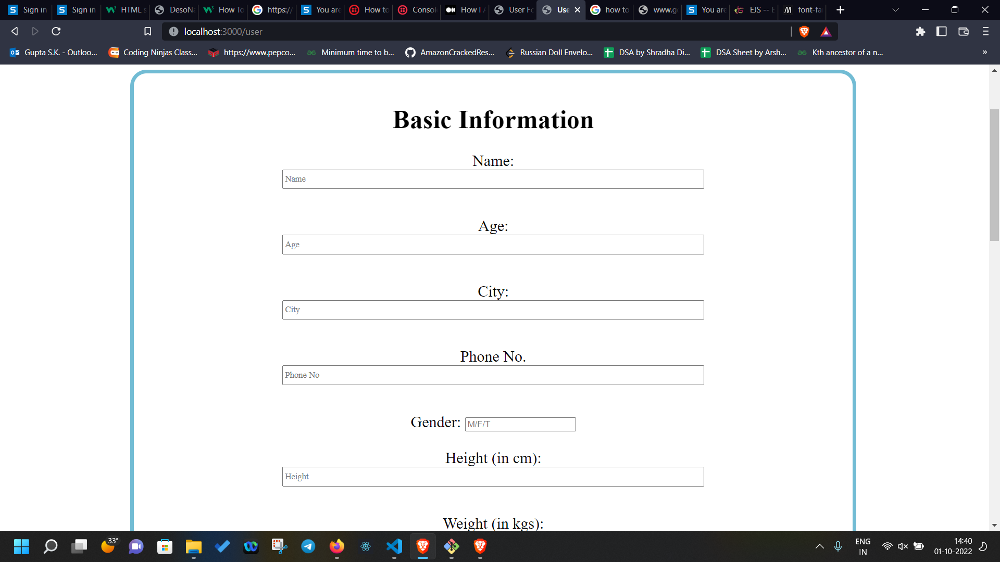 Sign in
Sign in
HTML s
DesoNa
How To
https://
You are
How to
Consol
How I A
User Fo
Use
how to
www.g
You are
EJS -- E
font-fa
localhost:3000/user
Gupta S.K. - Outloo...
Coding Ninjas Class...
https://www.pepco...
Minimum time to b...
AmazonCrackedRes...
Russian Doll Envelo...
DSA by Shradha Di...
DSA Sheet by Arsh...
Kth ancestor of a n...
Basic Information
Name:
Name
Age:
Age
City:
City
Phone No.
Phone No
Gender: M/F/T
Height (in cm):
Height
Weight (in kgs):
33°
ENG
IN
14:40
01-10-2022